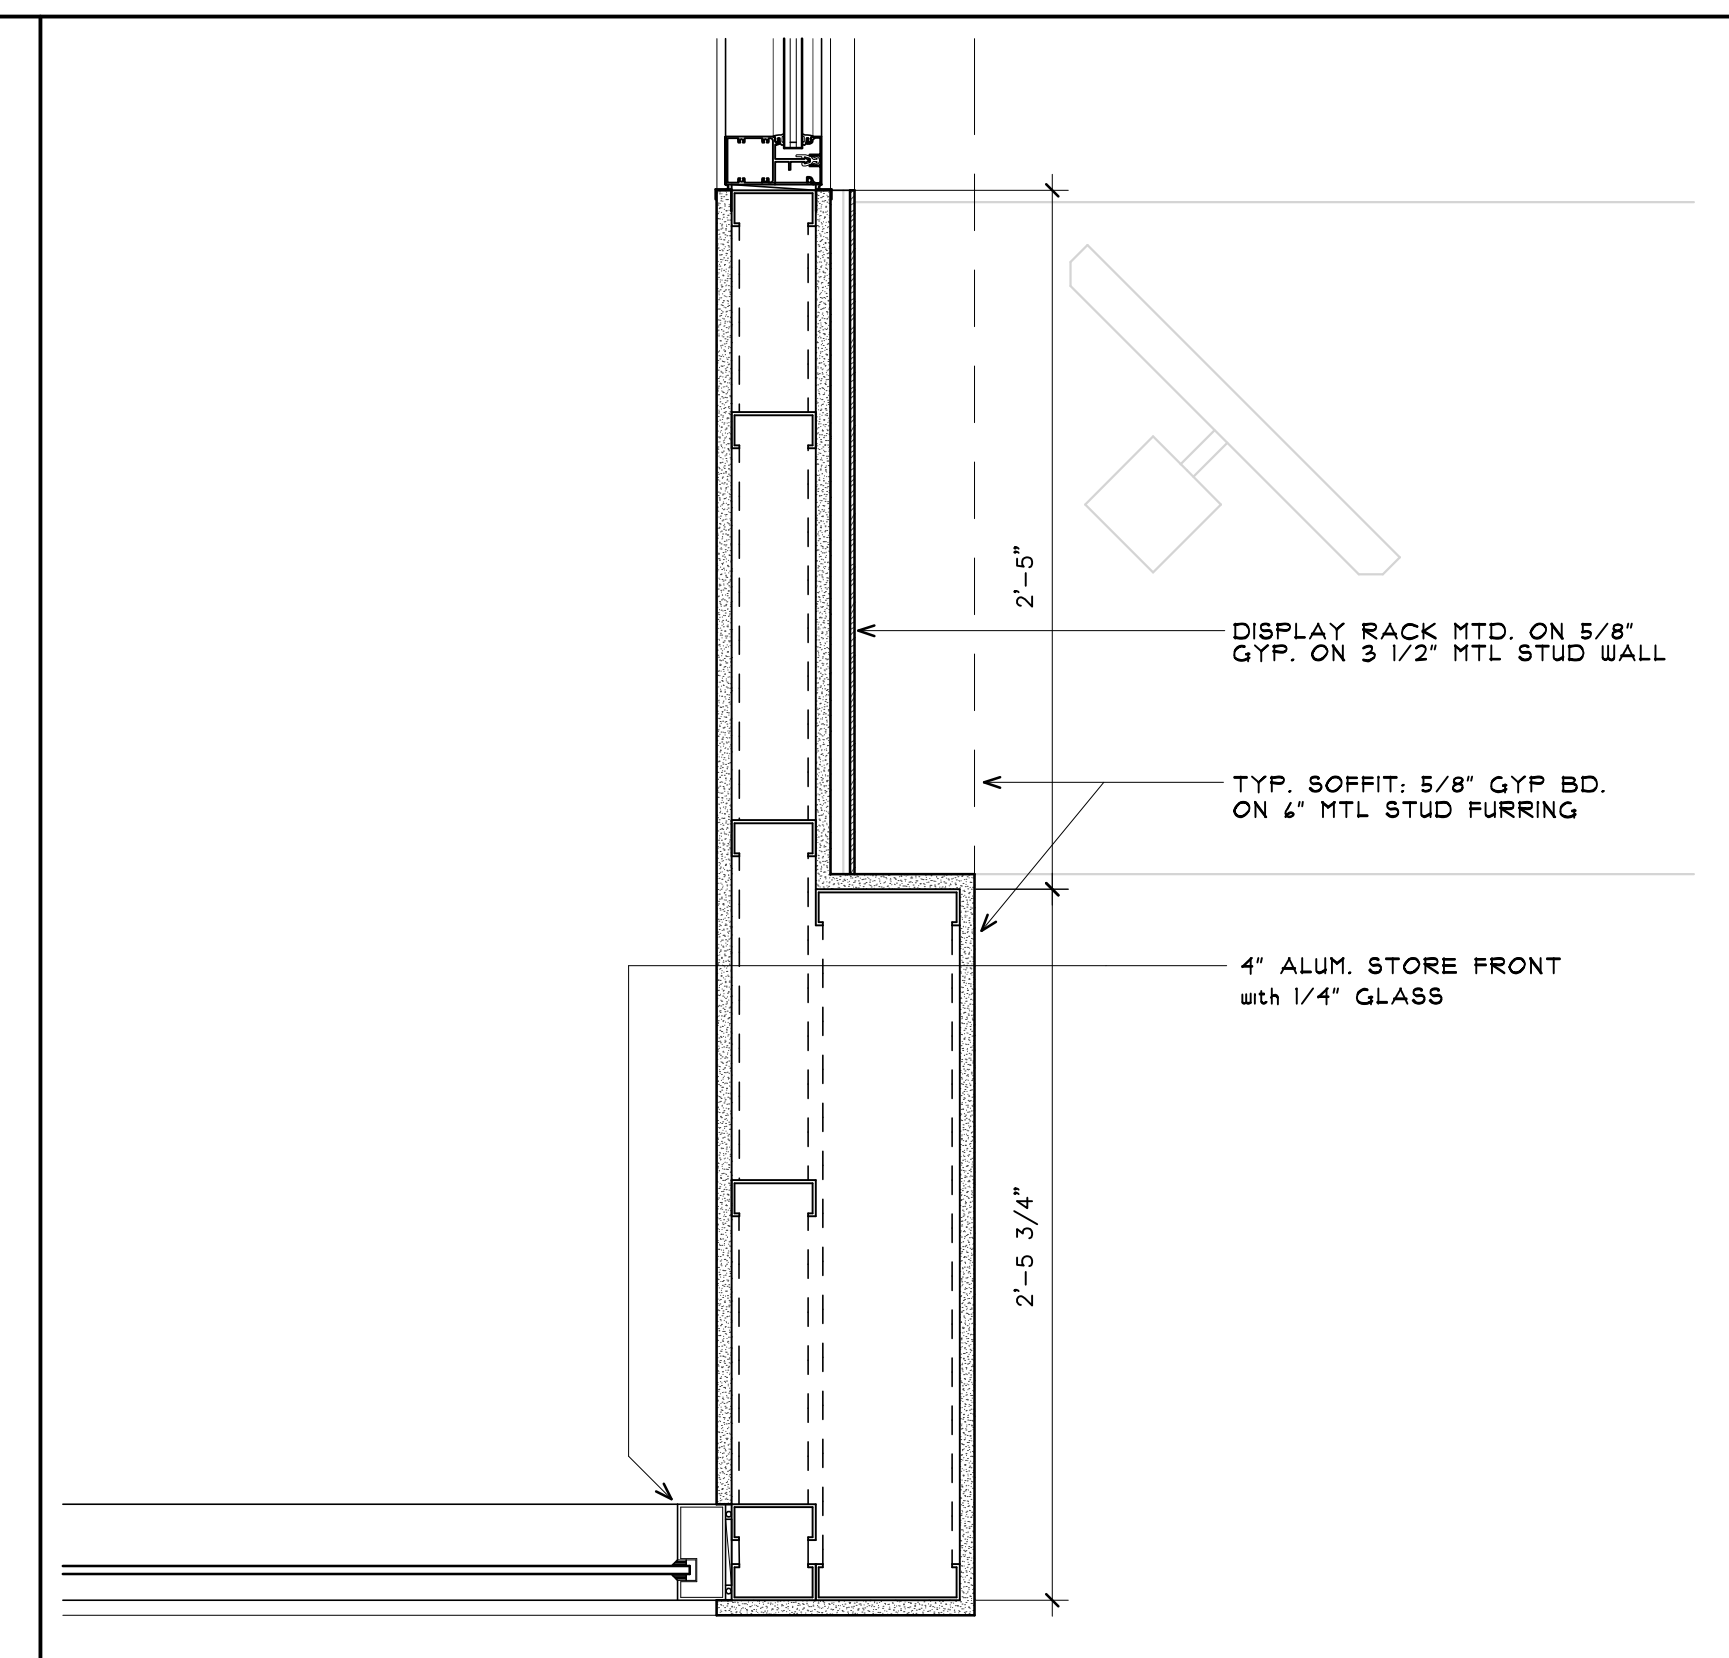 2'-5"
DISPLAY RACK MTD. ON 5/8"
GYP. ON 3 1/2" MTL STUD WALL
TYP. SOFFIT: 5/8" GYP BD.
ON 6" MTL STUD FURRING
4" ALUM. STORE FRONT
with 1/4" GLASS
2'-5 3/4"